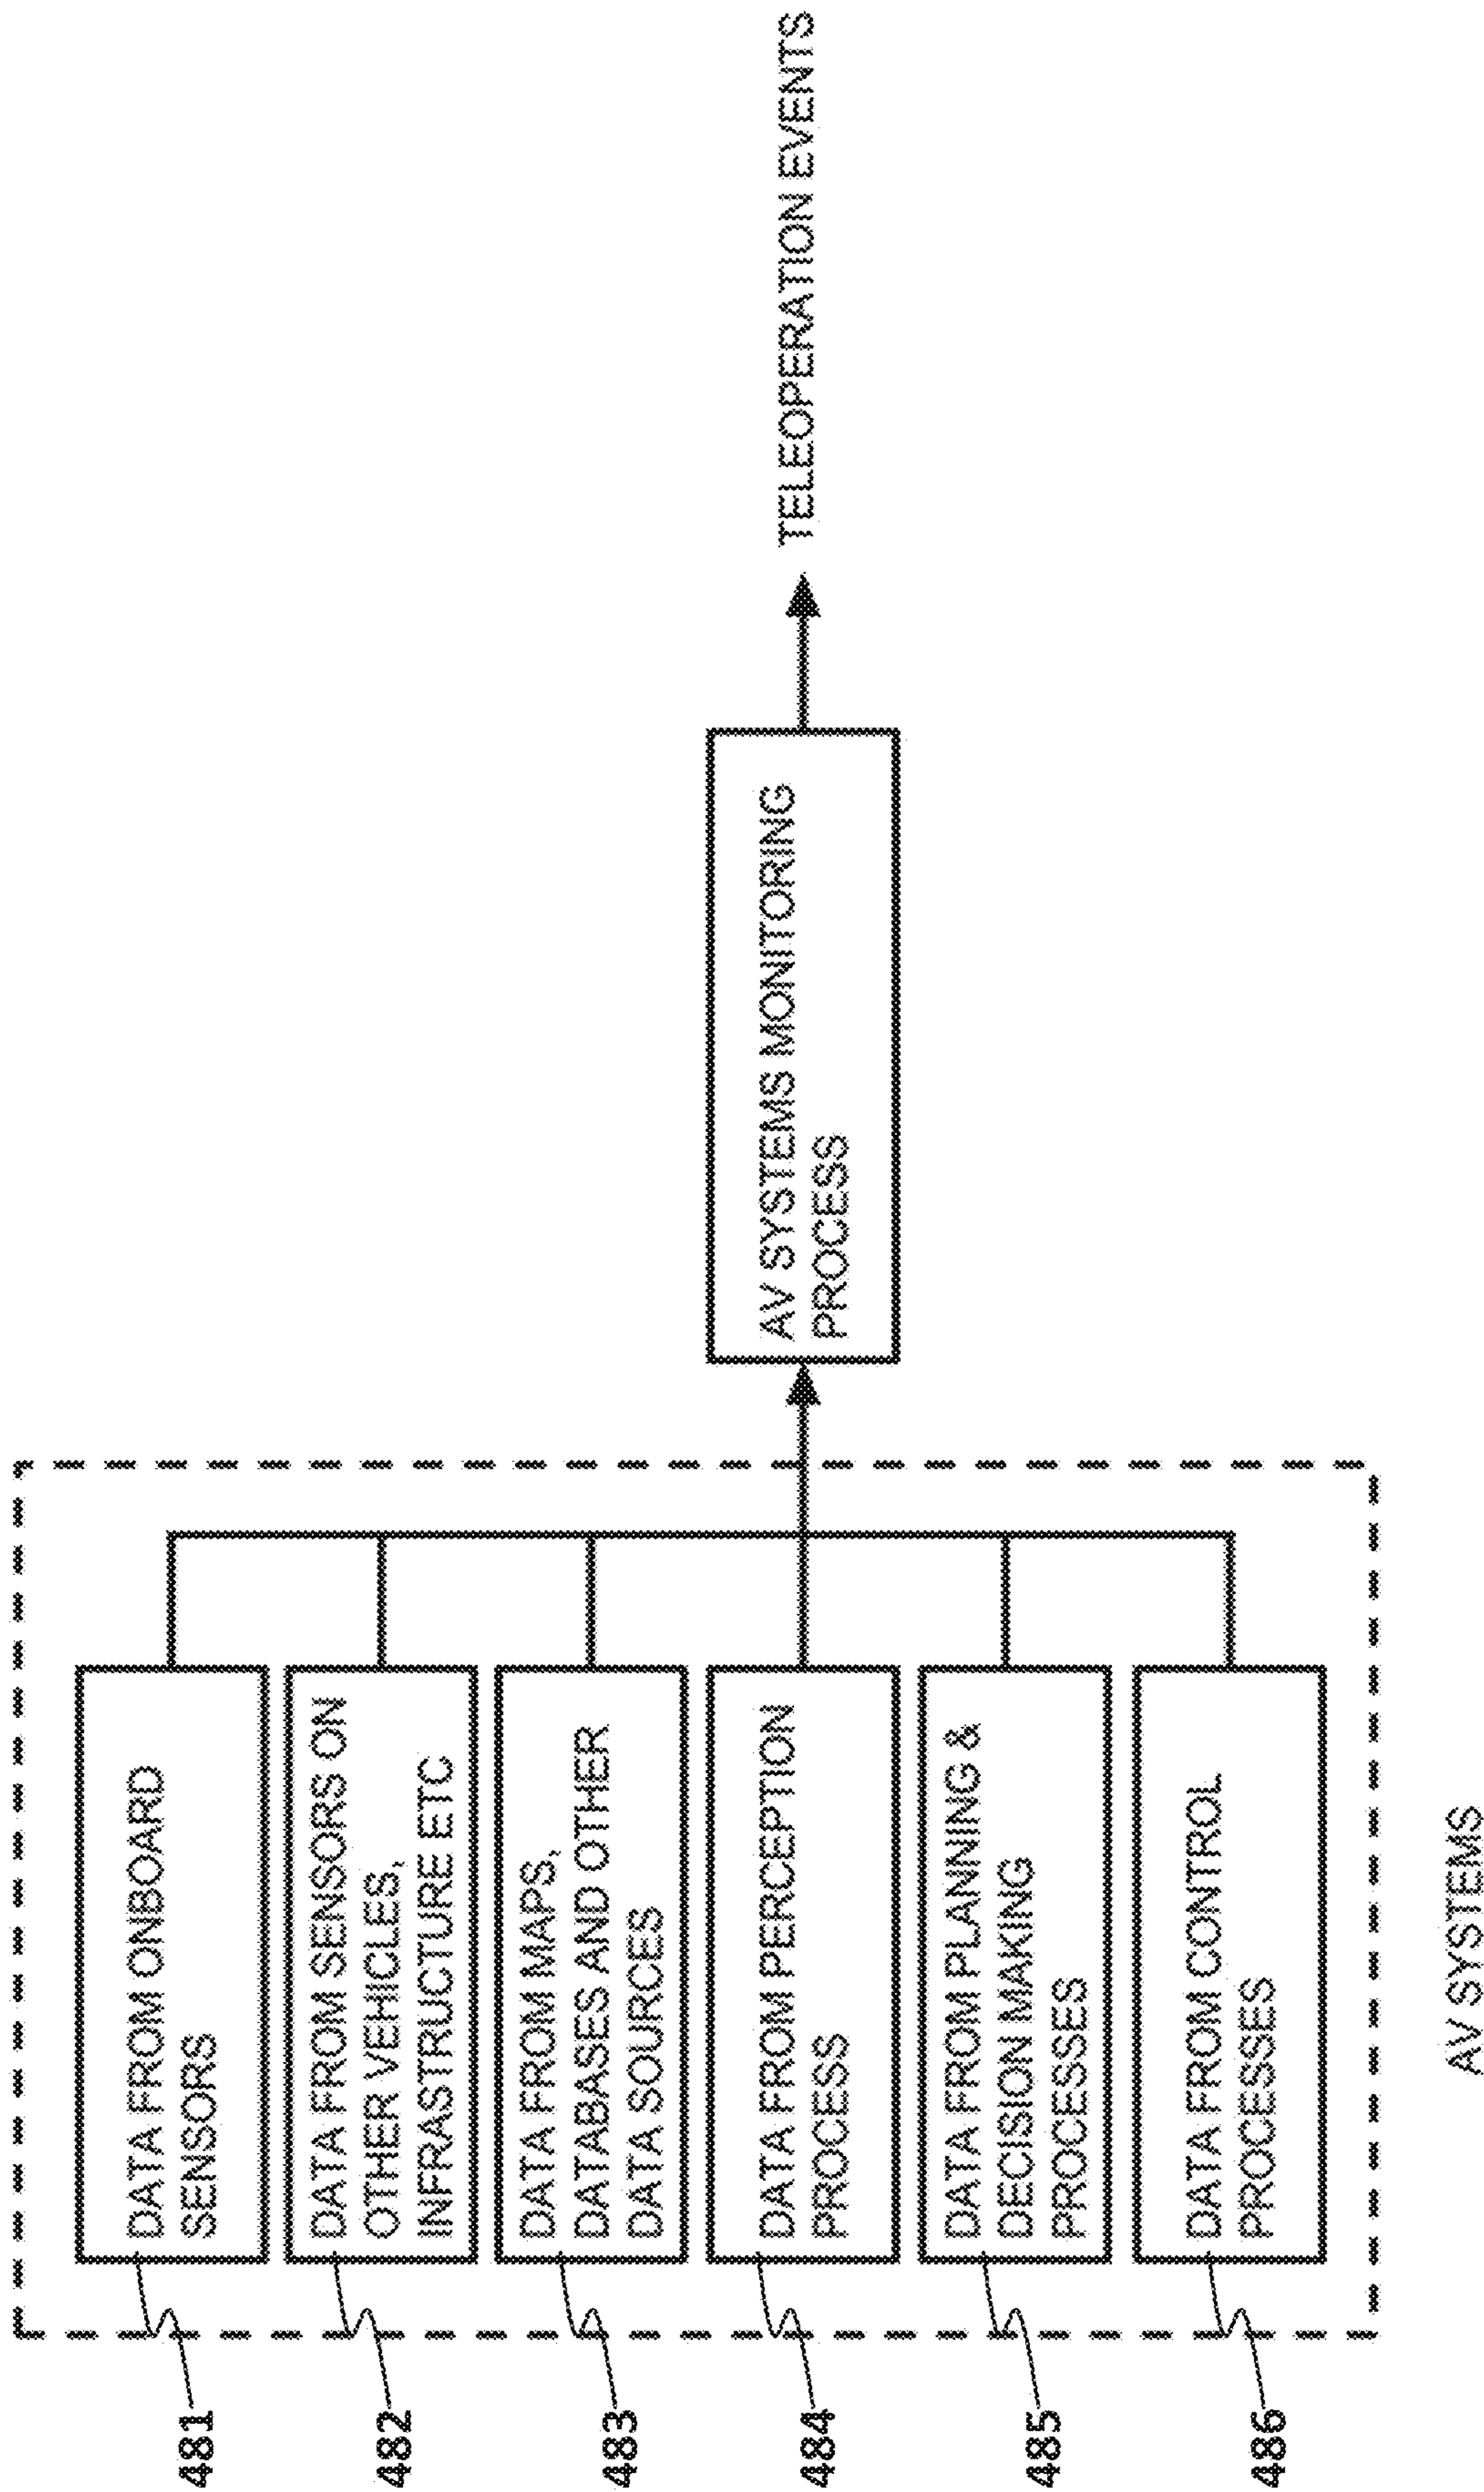 481
DATA FROM ONBOARD
SENSORS
482
DATA FROM SENSORS ON
OTHER VEHICLES,
INFRASTRUCTURE ETC
483
DATA FROM MAPS,
DATABASES AND OTHER
DATA SOURCES
484
DATA FROM PERCEPTION
PROCESS
485
DATA FROM PLANNING &
DECISION MAKING
PROCESSES
486
DATA FROM CONTROL
PROCESSES
AV SYSTEMS
AV SYSTEMS MONITORING
PROCESS
TELEOPERATION EVENTS